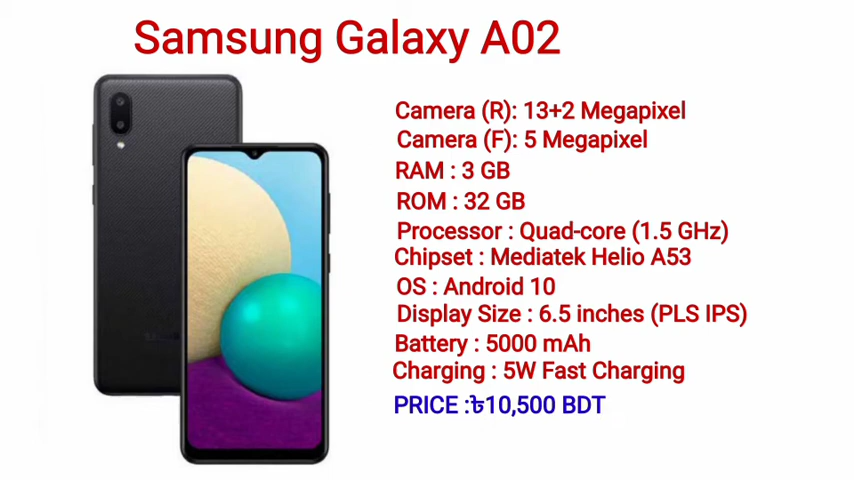 Samsung Galaxy A02
Camera (R): 13+2 Megapixel
Camera (F): 5 Megapixel
RAM : 3 GB
ROM : 32 GB
Processor : Quad-core (1.5 GHz)
Chipset : Mediatek Helio A53
OS : Android 10
Display Size : 6.5 inches (PLS IPS)
Battery : 5000 mAh
Charging : 5W Fast Charging
PRICE :৳10,500 BDT